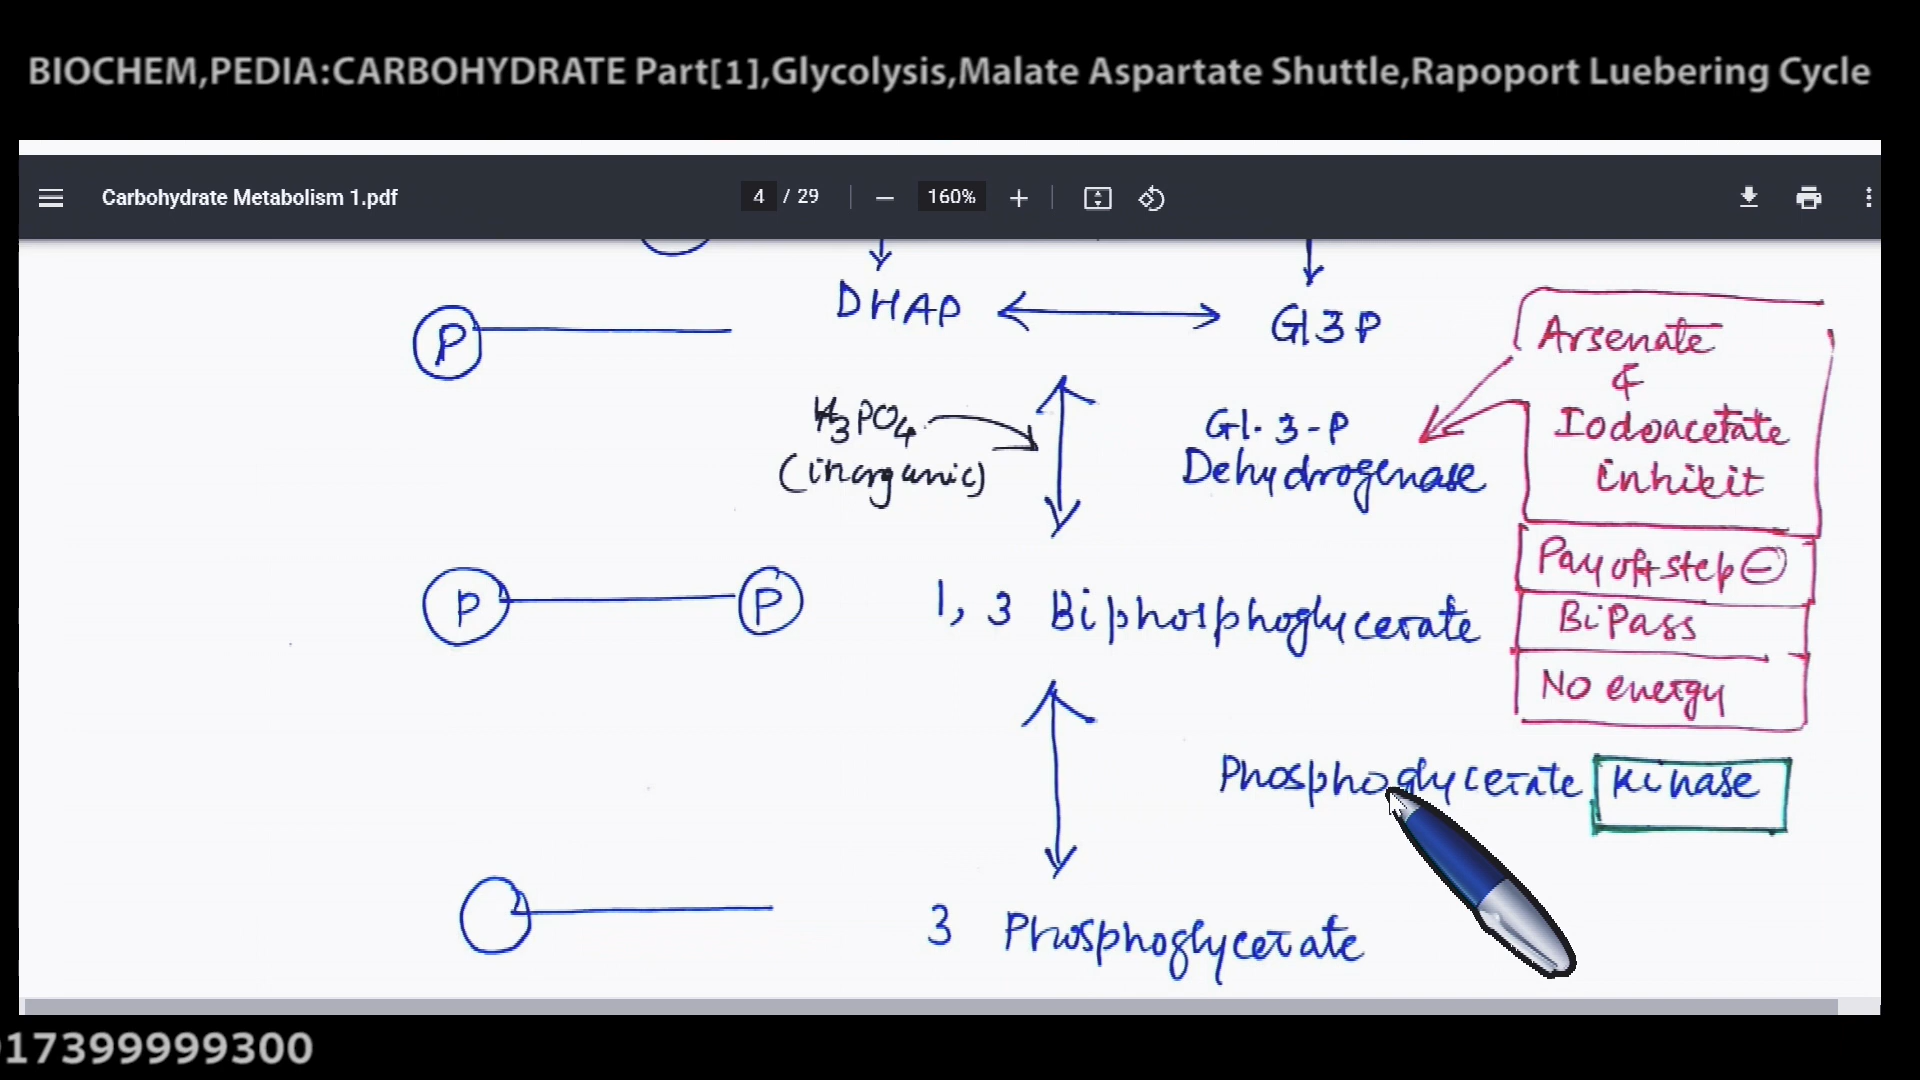 BIOCHEM,PEDIA:CARBOHYDRATE Part[1],Glycolysis,Malate Aspartate Shuttle,Rapoport Luebering Cycle
Carbohydrate Metabolism 1.pdf 4 / 29 160%
DHAP Gl 3 P
P
Arsenate
&
Iodoacetate
inhibit
H3PO4
(inorganic)
Gl. 3-P
Dehydrogenase
Pay off step -
BiPass
No energy
P P 1, 3 Biphosphoglycerate
Phosphoglycerate Kinase
3 Phosphoglycerate
17399999300